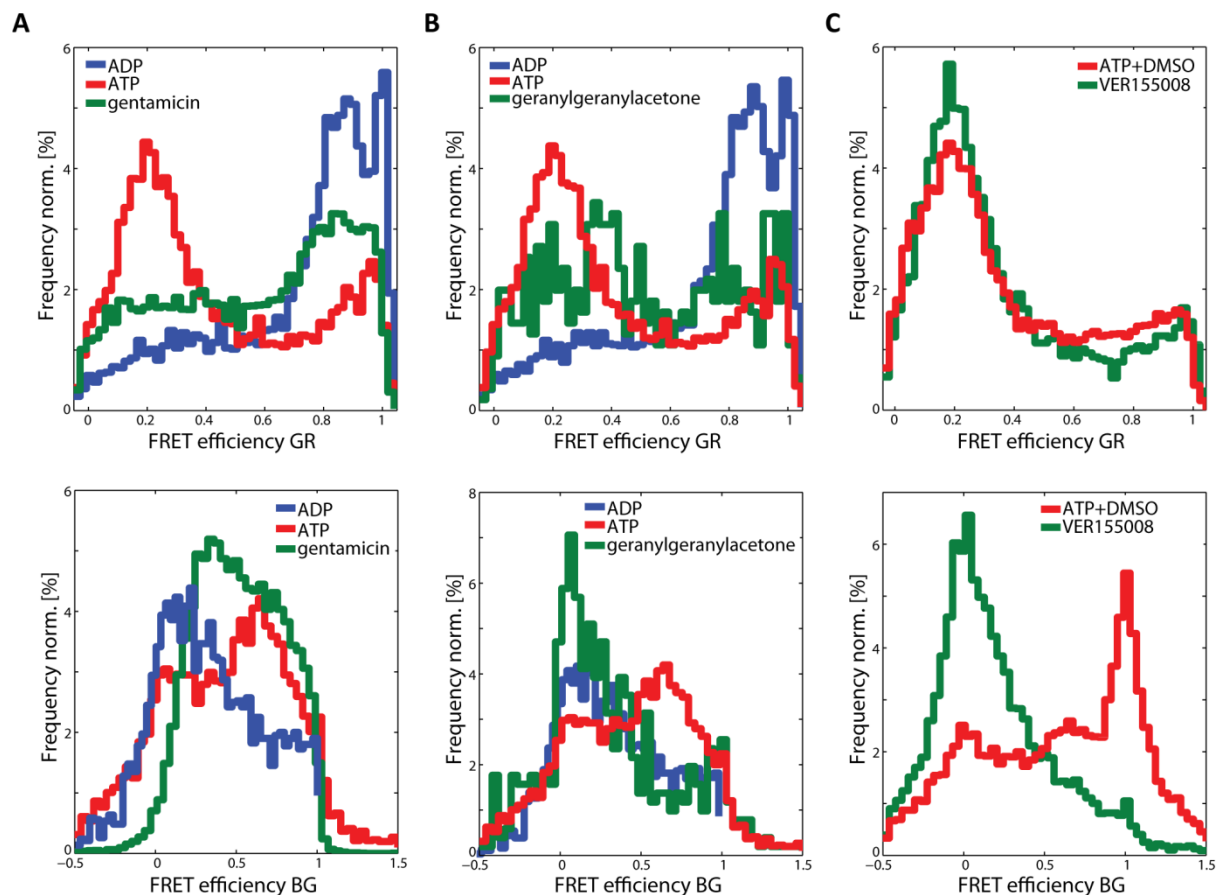 A
B
C
6
4
2
0
Frequency norm. [%]
ADP
ATP
gentamicin
0 0.2 0.4 0.6 0.8 1
FRET efficiency GR
6
4
2
0
Frequency norm. [%]
ADP
ATP
geranylgeranylacetone
0 0.2 0.4 0.6 0.8 1
FRET efficiency GR
6
4
2
0
Frequency norm. [%]
ATP+DMSO
VER155008
0 0.2 0.4 0.6 0.8 1
FRET efficiency GR
6
4
2
0
Frequency norm. [%]
ADP
ATP
gentamicin
−0.5 0 0.5 1 1.5
FRET efficiency BG
8
6
4
2
0
Frequency norm. [%]
ADP
ATP
geranylgeranylacetone
−0.5 0 0.5 1 1.5
FRET efficiency BG
6
4
2
0
Frequency norm. [%]
ATP+DMSO
VER155008
−0.5 0 0.5 1 1.5
FRET efficiency BG